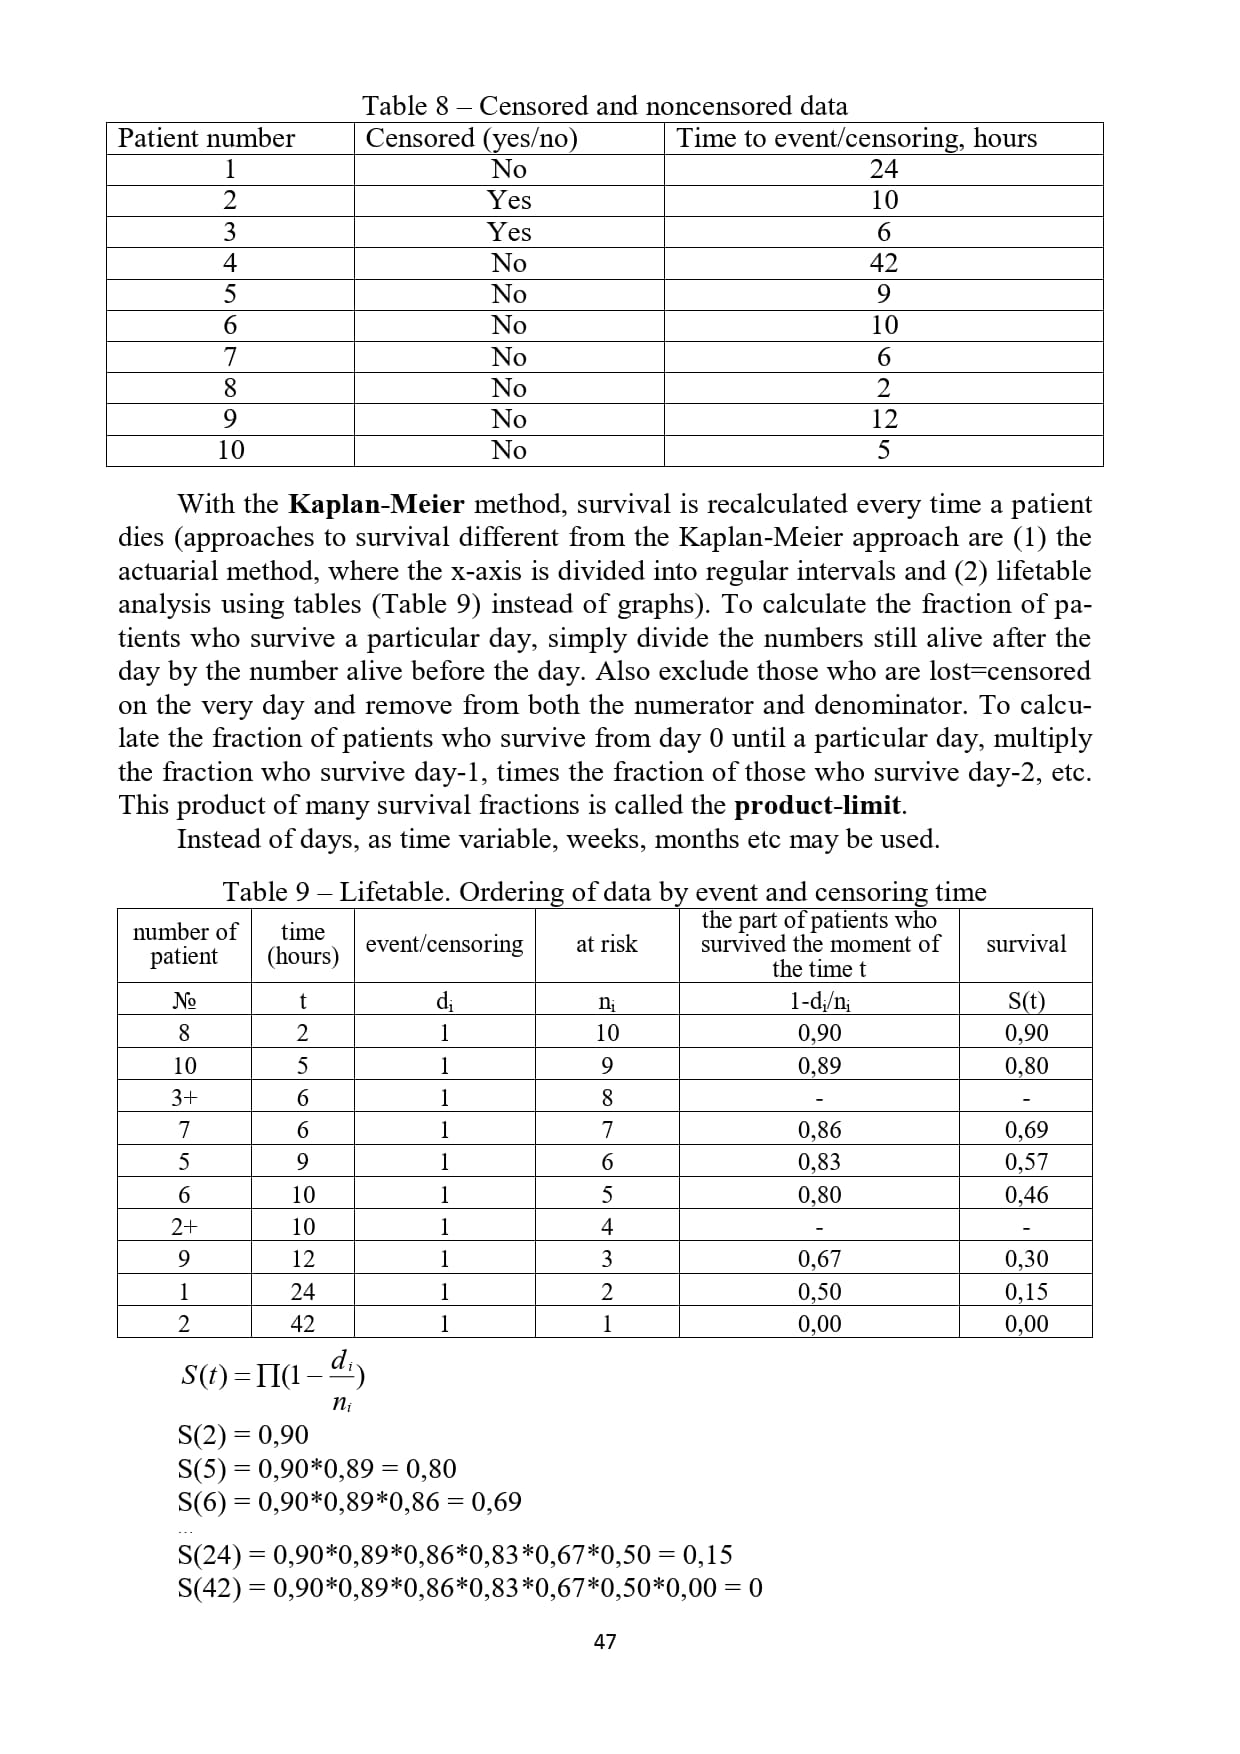 Table 8 – Censored and noncensored data
Patient number Censored (yes/no) Time to event/censoring, hours
1 No 24
2 Yes 10
3 Yes 6
4 No 42
5 No 9
6 No 10
7 No 6
8 No 2
9 No 12
10 No 5
With the Kaplan-Meier method, survival is recalculated every time a patient
dies (approaches to survival different from the Kaplan-Meier approach are (1) the
actuarial method, where the x-axis is divided into regular intervals and (2) lifetable
analysis using tables (Table 9) instead of graphs). To calculate the fraction of pa-
tients who survive a particular day, simply divide the numbers still alive after the
day by the number alive before the day. Also exclude those who are lost=censored
on the very day and remove from both the numerator and denominator. To calcu-
late the fraction of patients who survive from day 0 until a particular day, multiply
the fraction who survive day-1, times the fraction of those who survive day-2, etc.
This product of many survival fractions is called the product-limit.
Instead of days, as time variable, weeks, months etc may be used.
Table 9 – Lifetable. Ordering of data by event and censoring time
number of patient time (hours) event/censoring at risk the part of patients who survived the moment of the time t survival
№ t di ni 1-di/ni S(t)
8 2 1 10 0,90 0,90
10 5 1 9 0,89 0,80
3+ 6 1 8 - -
7 6 1 7 0,86 0,69
5 9 1 6 0,83 0,57
6 10 1 5 0,80 0,46
2+ 10 1 4 - -
9 12 1 3 0,67 0,30
1 24 1 2 0,50 0,15
2 42 1 1 0,00 0,00
S(t) = ∏(1 − di/ni)
S(2) = 0,90
S(5) = 0,90*0,89 = 0,80
S(6) = 0,90*0,89*0,86 = 0,69
…
S(24) = 0,90*0,89*0,86*0,83*0,67*0,50 = 0,15
S(42) = 0,90*0,89*0,86*0,83*0,67*0,50*0,00 = 0
47